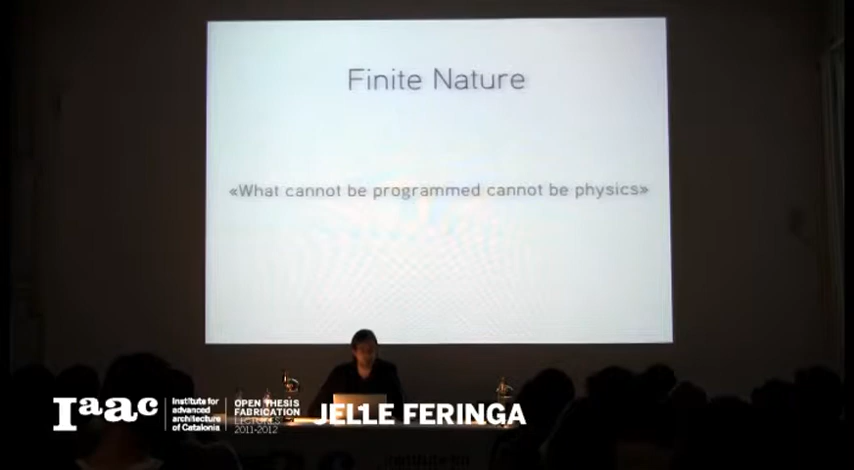 Finite Nature
«What cannot be programmed cannot be physics»
Iaac
Institute for
advanced
architecture
of Catalonia
OPEN THESIS
FABRICATION
LECTURES
2011-2012
JELLE FERINGA